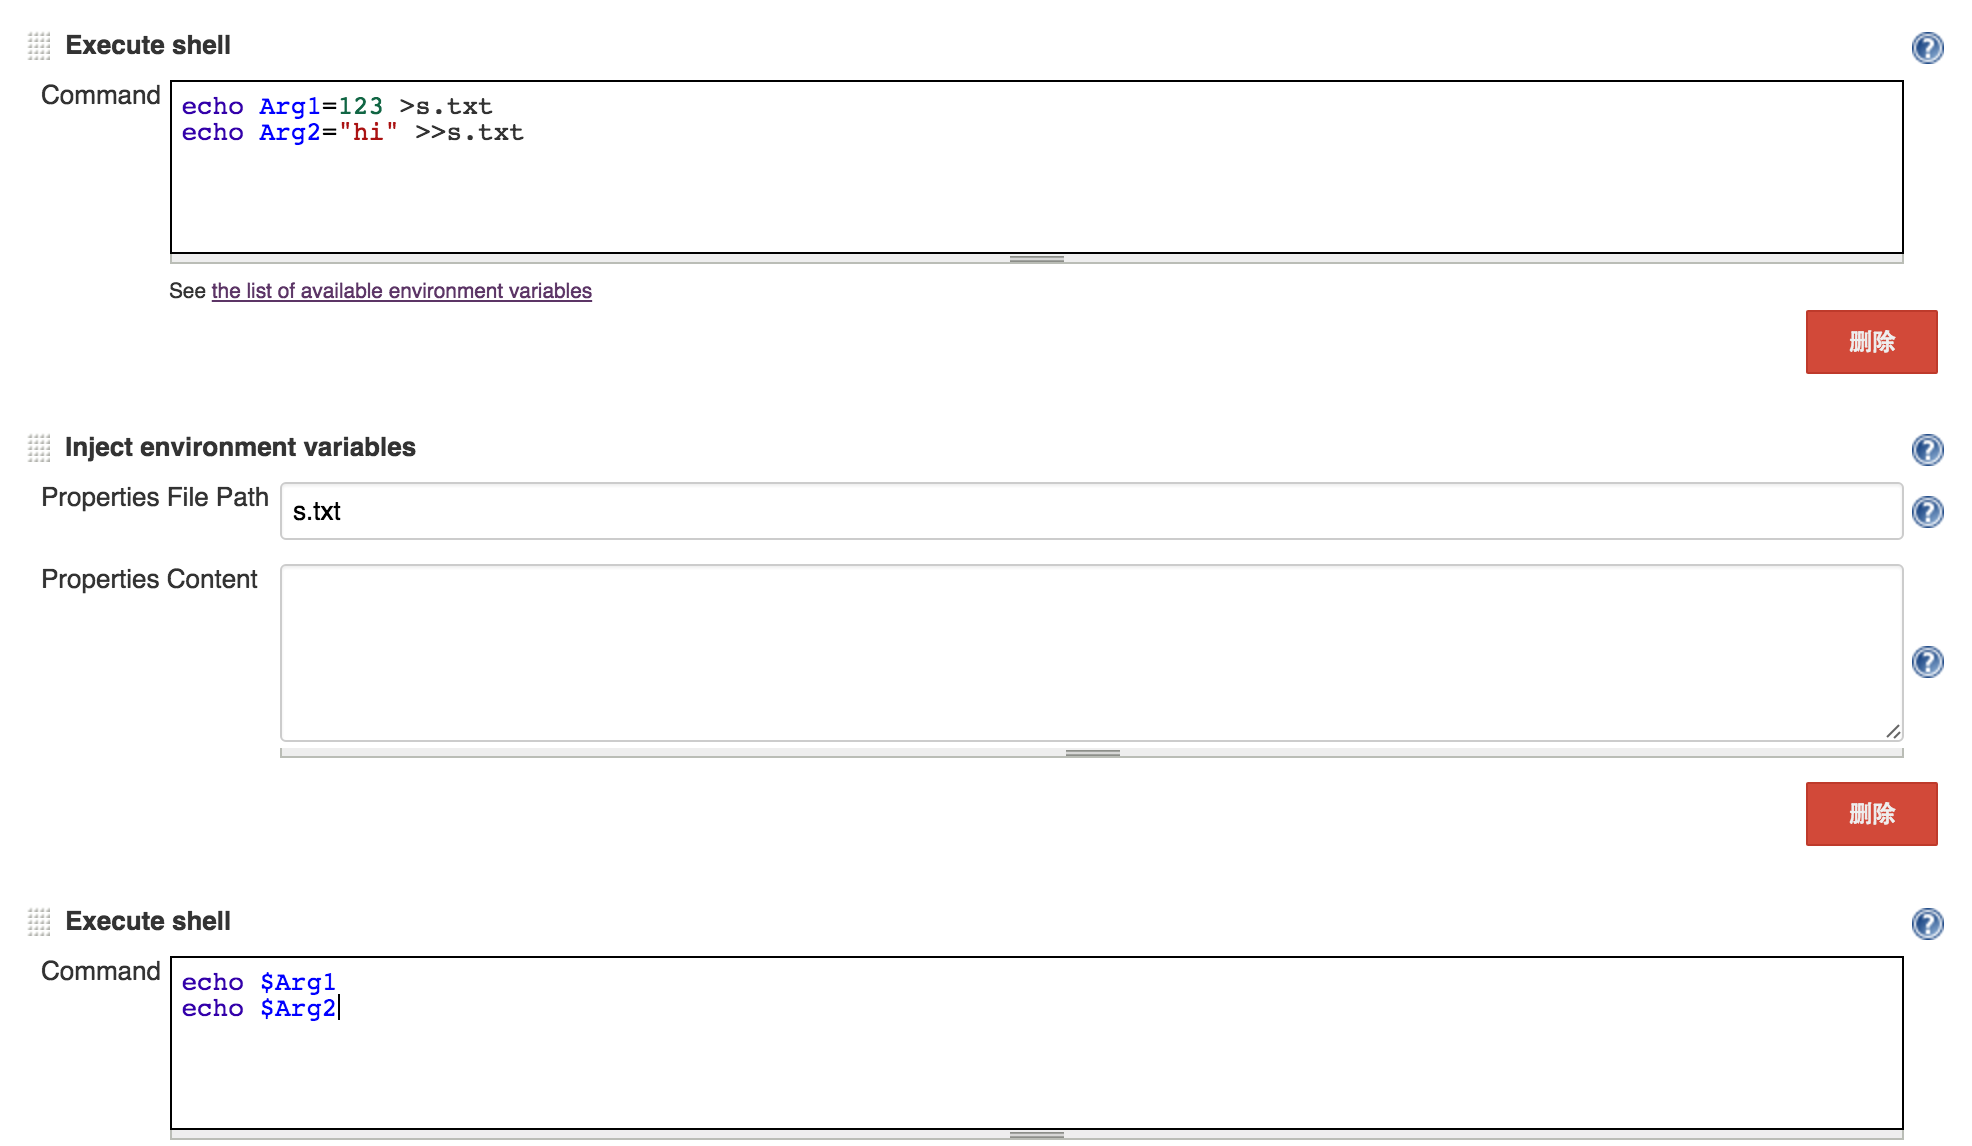 Execute shell
Command
echo Arg1=123 >s.txt
echo Arg2="hi" >>s.txt
See the list of available environment variables
删除
Inject environment variables
Properties File Path
s.txt
Properties Content
删除
Execute shell
Command
echo $Arg1
echo $Arg2